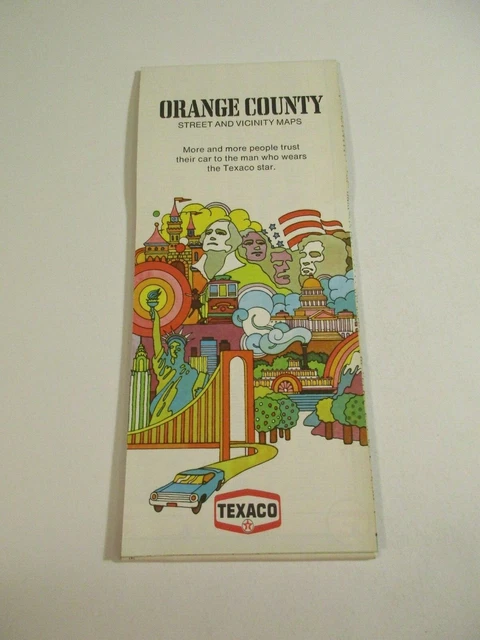 ORANGE COUNTY
STREET AND VICINITY MAPS
More and more people trust
their car to the man who wears
the Texaco star.
TEXACO
T